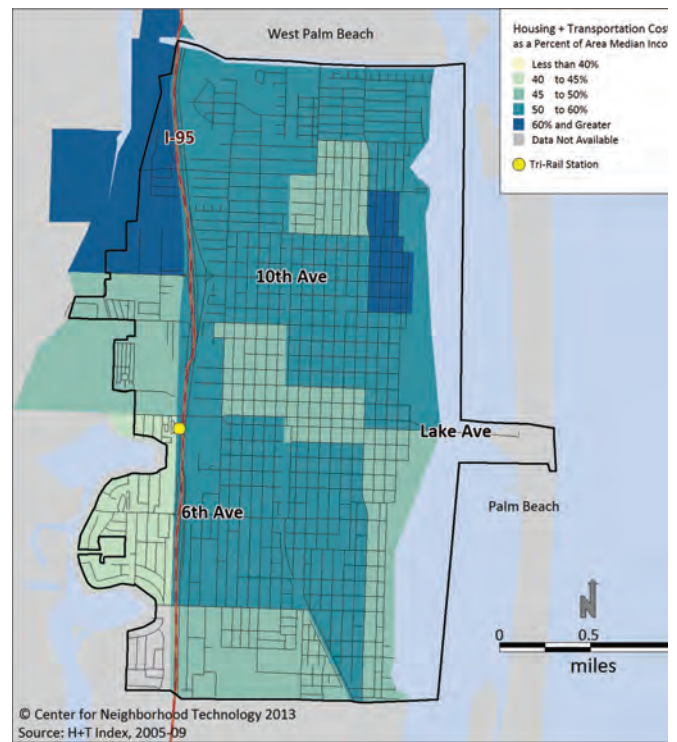 West Palm Beach
Housing + Transportation Cost
as a Percent of Area Median Inco
Less than 40%
40 to 45%
45 to 50%
50 to 60%
60% and Greater
Data Not Available
Tri-Rail Station
I-95
10th Ave
Lake Ave
6th Ave
Palm Beach
N
0 0.5
miles
© Center for Neighborhood Technology 2013
Source: H+T Index, 2005-09